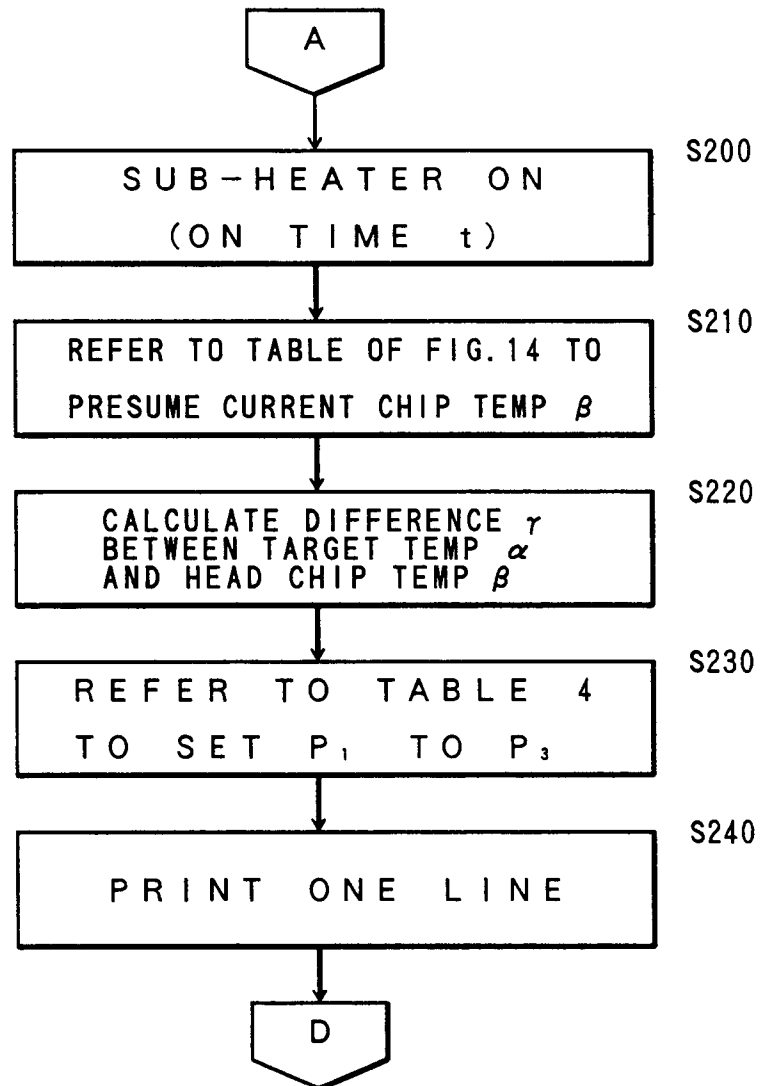 A
S200
SUB-HEATER ON
(ON TIME t)
S210
REFER TO TABLE OF FIG.14 TO
PRESUME CURRENT CHIP TEMP β
S220
CALCULATE DIFFERENCE γ
BETWEEN TARGET TEMP α
AND HEAD CHIP TEMP β
S230
REFER TO TABLE 4
TO SET P₁ TO P₃
S240
PRINT ONE LINE
D